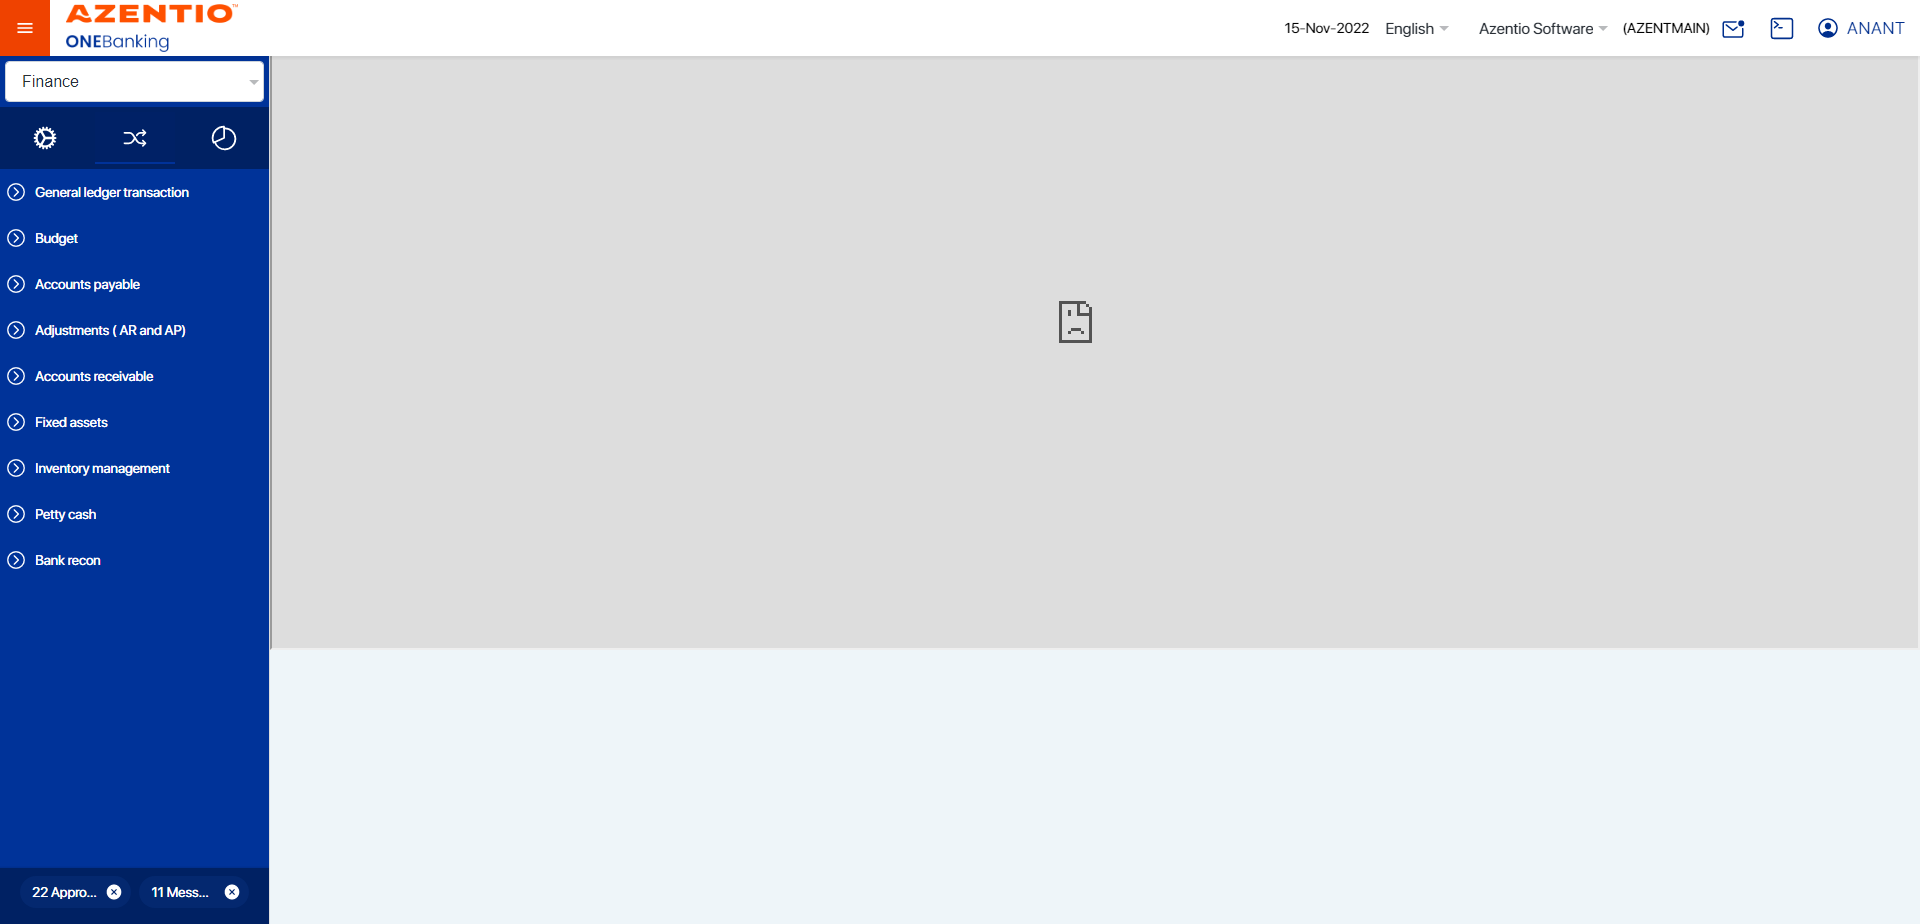 AZENTIO™
ONEBanking
15-Nov-2022 English Azentio Software (AZENTMAIN) ANANT
Finance
General ledger transaction
Budget
Accounts payable
Adjustments ( AR and AP)
Accounts receivable
Fixed assets
Inventory management
Petty cash
Bank recon
22 Appro... 11 Mess...